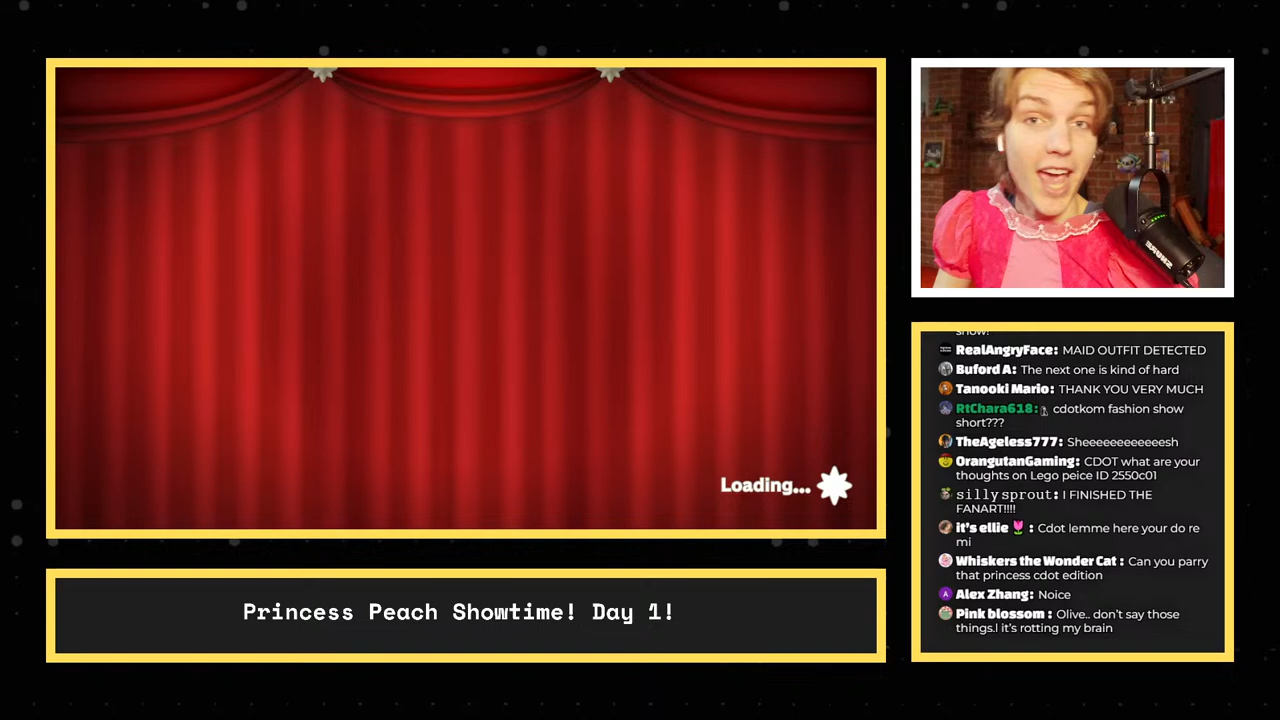 Loading...
Princess Peach Showtime! Day 1!
SHURE
show!
RealAngryFace: MAID OUTFIT DETECTED
Buford A: The next one is kind of hard
Tanooki Mario: THANK YOU VERY MUCH
RtChara618: cdotkom fashion show
short???
TheAgeless777: Sheeeeeeeeeeesh
OrangutanGaming: CDOT what are your
thoughts on Lego peice ID 2550c01
silly sprout: I FINISHED THE
FANART!!!!
it's ellie 🌷 : Cdot lemme here your do re
mi
Whiskers the Wonder Cat : Can you parry
that princess cdot edition
A Alex Zhang: Noice
Pink blossom : Olive.. don't say those
things.l it's rotting my brain